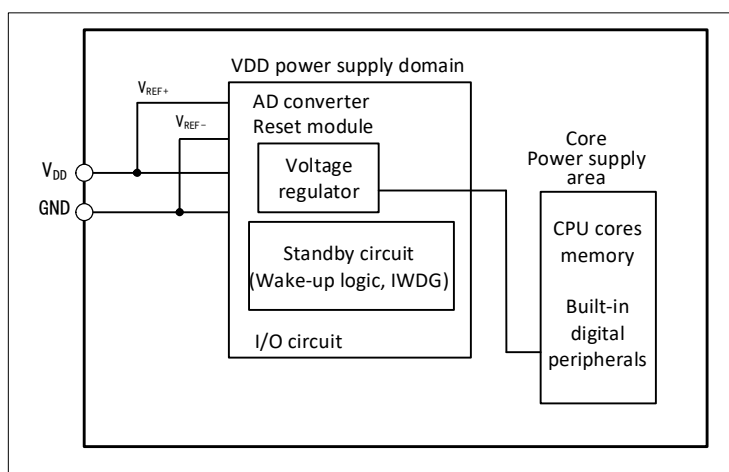 VDD power supply domain
VREF+
AD converter
VREF-
Reset module
Voltage
regulator
VDD
GND
Standby circuit
(Wake-up logic, IWDG)
I/O circuit
Core
Power supply
area
CPU cores
memory
Built-in
digital
peripherals